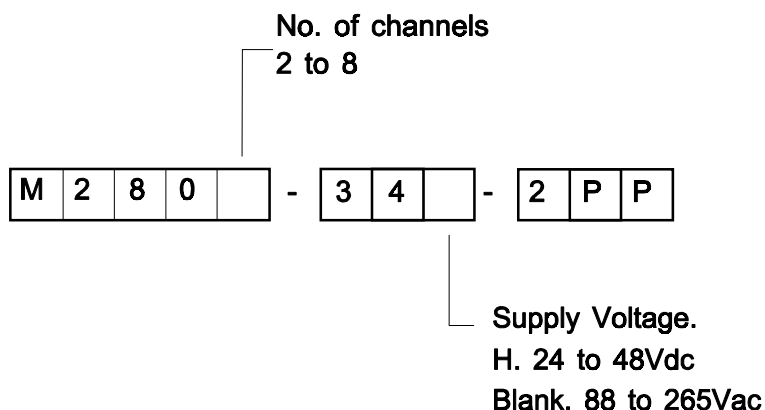 No. of channels
2 to 8
M 2 8 0 - 3 4 - 2 P P
Supply Voltage.
H. 24 to 48Vdc
Blank. 88 to 265Vac